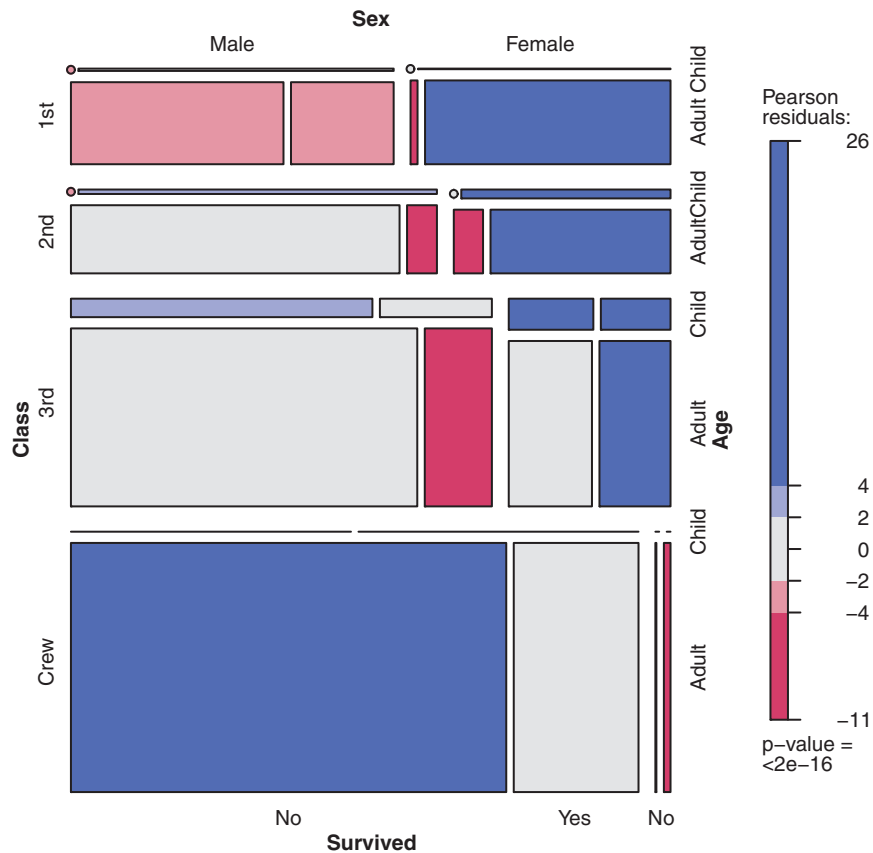 Sex
Male Female
1st
Adult Child
2nd
AdultChild
3rd
Child
Adult
Class
Age
Crew
Child
Adult
No Yes No
Survived
Pearson
residuals:
26
4
2
0
−2
−4
−11
p−value =
<2e−16